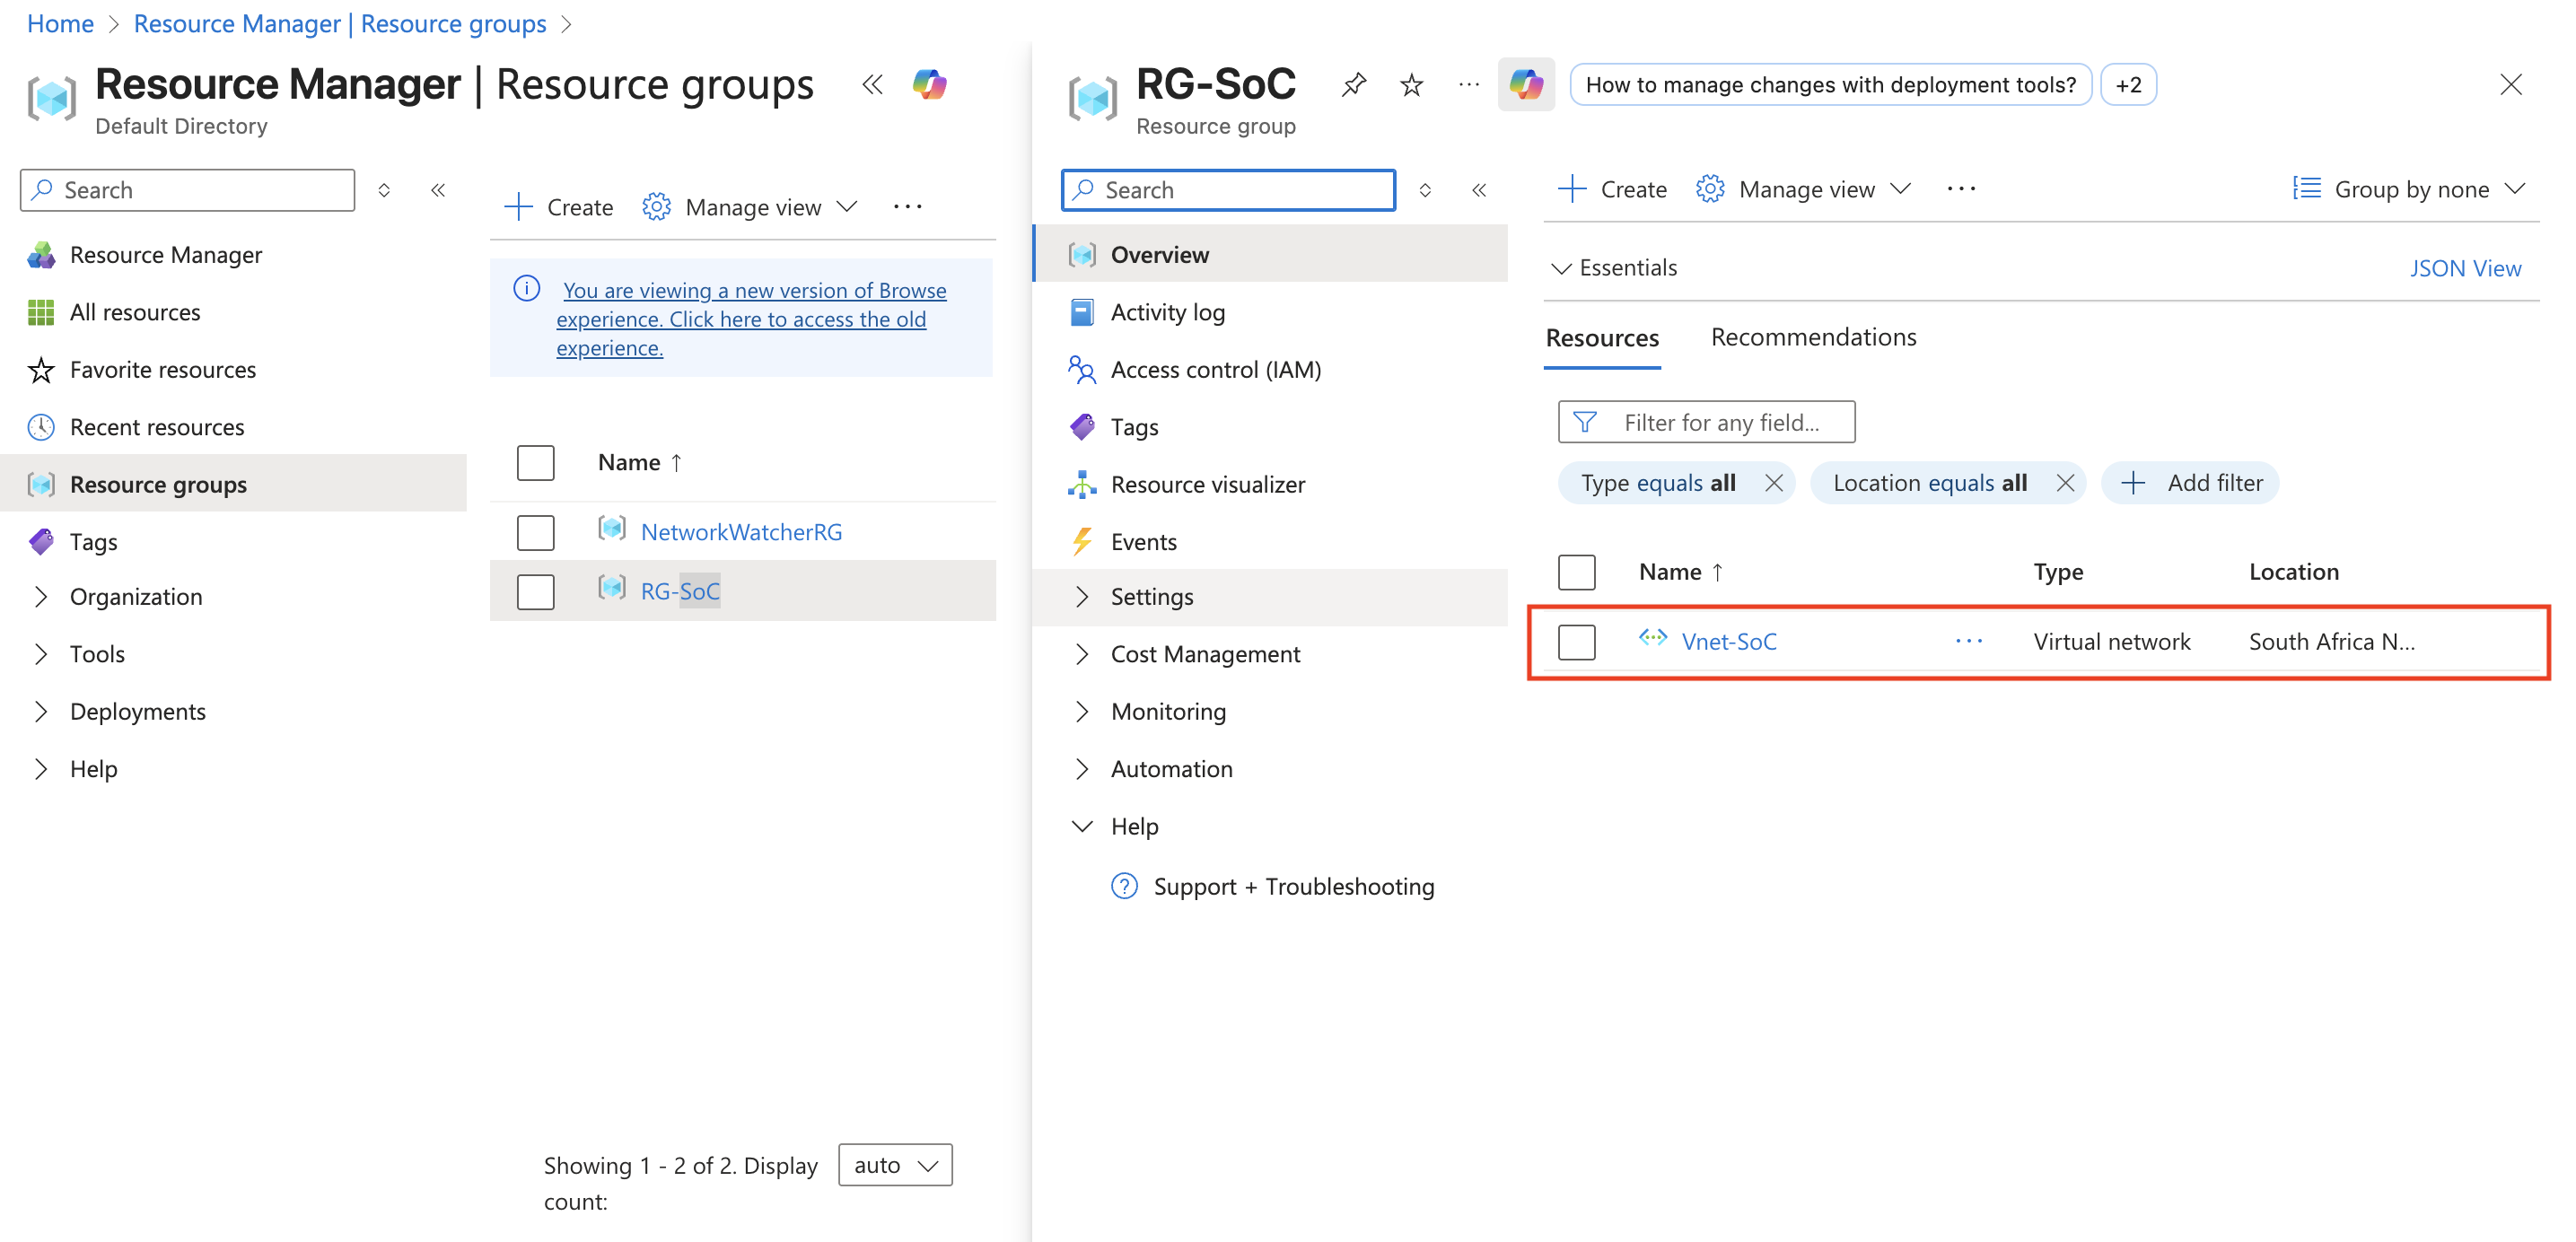 Home > Resource Manager | Resource groups >
Resource Manager | Resource groups
Default Directory
Search
Resource Manager
All resources
Favorite resources
Recent resources
Resource groups
Tags
Organization
Tools
Deployments
Help
Create Manage view ...
You are viewing a new version of Browse
experience. Click here to access the old
experience.
Name ↑
NetworkWatcherRG
RG-SoC
Showing 1 - 2 of 2. Display
count:
auto
RG-SoC
Resource group
How to manage changes with deployment tools?
+2
Search
Overview
Activity log
Access control (IAM)
Tags
Resource visualizer
Events
Settings
Cost Management
Monitoring
Automation
Help
Support + Troubleshooting
Create Manage view ... Group by none
Essentials JSON View
Resources Recommendations
Filter for any field...
Type equals all Location equals all Add filter
Name ↑ Type Location
Vnet-SoC ... Virtual network South Africa N...